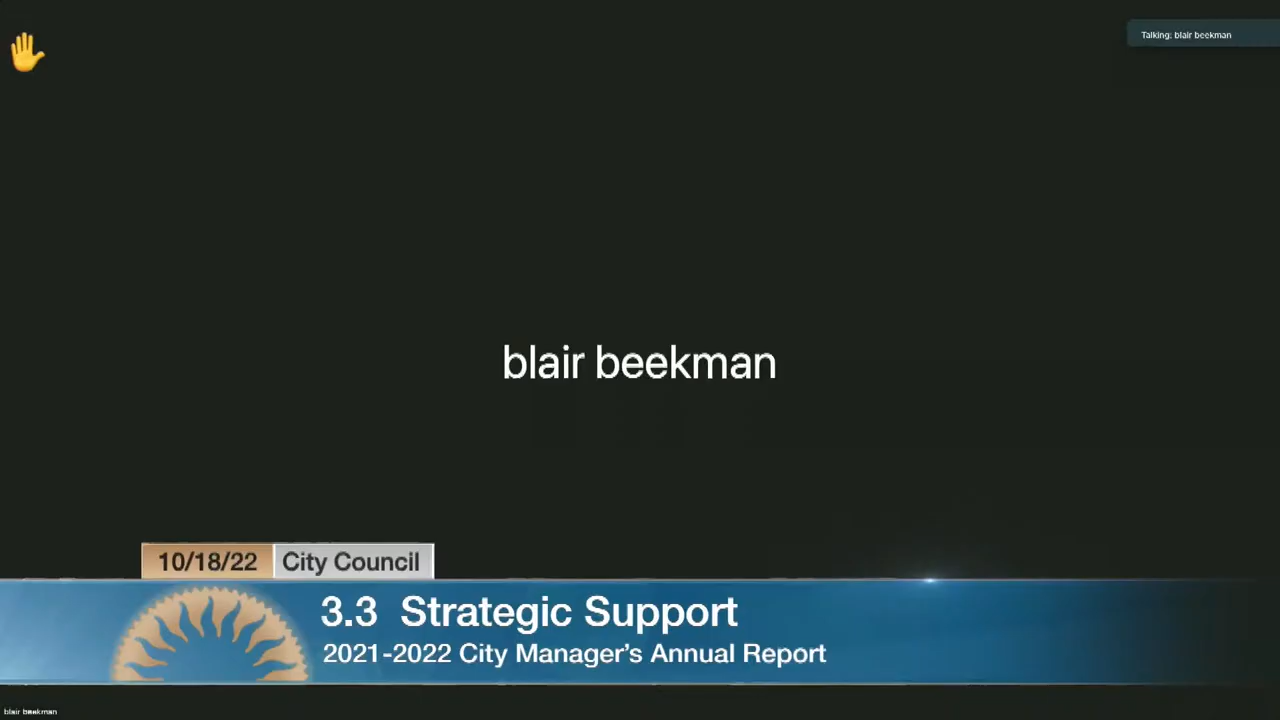 Talking: blair beekman
blair beekman
10/18/22 City Council
3.3 Strategic Support
2021-2022 City Manager's Annual Report
blair beekman